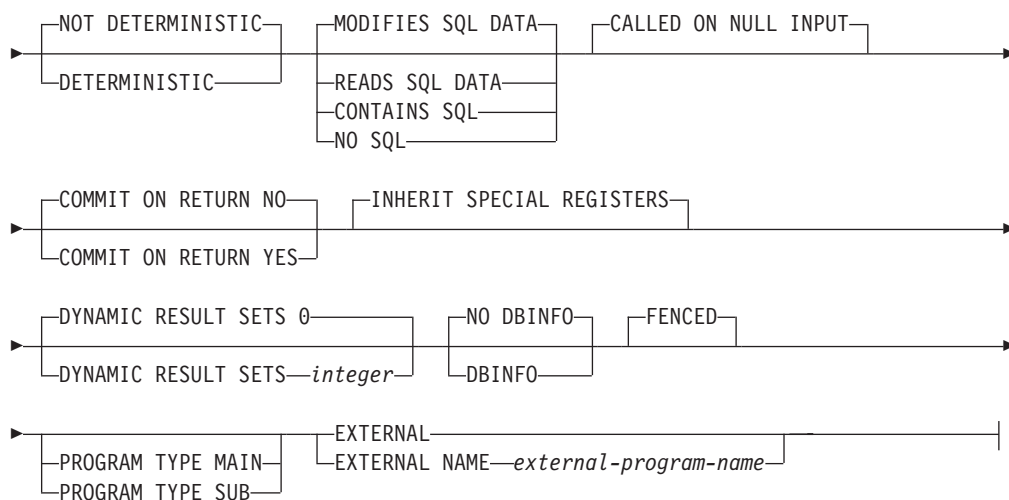 NOT DETERMINISTIC MODIFIES SQL DATA CALLED ON NULL INPUT
DETERMINISTIC READS SQL DATA
CONTAINS SQL
NO SQL
COMMIT ON RETURN NO INHERIT SPECIAL REGISTERS
COMMIT ON RETURN YES
DYNAMIC RESULT SETS 0 NO DBINFO FENCED
DYNAMIC RESULT SETS integer DBINFO
EXTERNAL
PROGRAM TYPE MAIN EXTERNAL NAME external-program-name
PROGRAM TYPE SUB